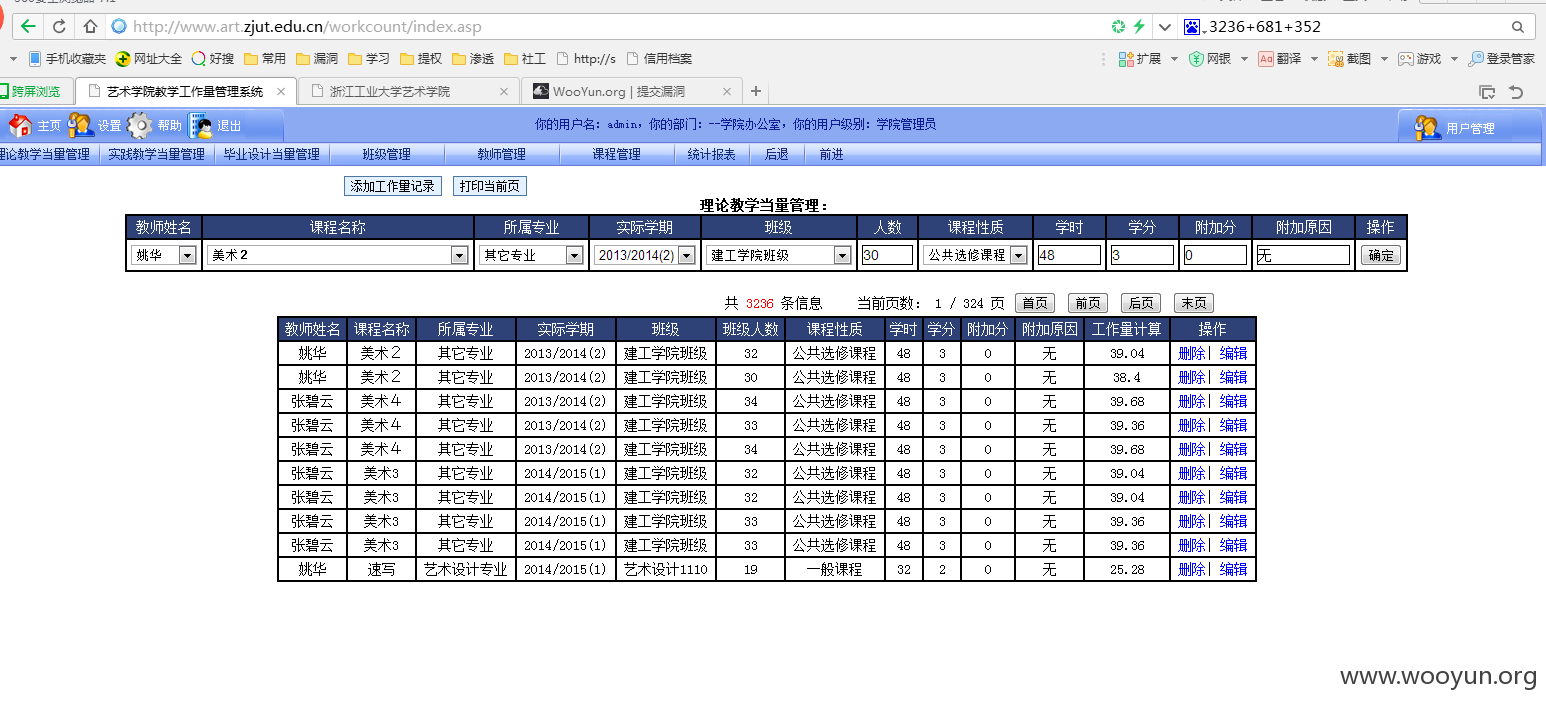 http://www.art.zjut.edu.cn/workcount/index.asp 3236+681+352
手机收藏夹 网址大全 好搜 常用 漏洞 学习 提权 渗透 社工 http://s 信用档案 扩展 网银 翻译 截图 游戏 登录管家
跨屏浏览 艺术学院教学工作量管理系统 浙江工业大学艺术学院 WooYun.org | 提交漏洞
主页 设置 帮助 退出 你的用户名: admin, 你的部门: --学院办公室, 你的用户级别: 学院管理员 用户管理
理论教学当量管理 实践教学当量管理 毕业设计当量管理 班级管理 教师管理 课程管理 统计报表 后退 前进
添加工作量记录 打印当前页
理论教学当量管理:
教师姓名 课程名称 所属专业 实际学期 班级 人数 课程性质 学时 学分 附加分 附加原因 操作
姚华 美术2 其它专业 2013/2014(2) 建工学院班级 30 公共选修课程 48 3 0 无 确定
共 3236 条信息 当前页数: 1 / 324 页 首页 前页 后页 末页
教师姓名 课程名称 所属专业 实际学期 班级 班级人数 课程性质 学时 学分 附加分 附加原因 工作量计算 操作
姚华 美术2 其它专业 2013/2014(2) 建工学院班级 32 公共选修课程 48 3 0 无 39.04 删除| 编辑
姚华 美术2 其它专业 2013/2014(2) 建工学院班级 30 公共选修课程 48 3 0 无 38.4 删除| 编辑
张碧云 美术4 其它专业 2013/2014(2) 建工学院班级 34 公共选修课程 48 3 0 无 39.68 删除| 编辑
张碧云 美术4 其它专业 2013/2014(2) 建工学院班级 33 公共选修课程 48 3 0 无 39.36 删除| 编辑
张碧云 美术4 其它专业 2013/2014(2) 建工学院班级 34 公共选修课程 48 3 0 无 39.68 删除| 编辑
张碧云 美术3 其它专业 2014/2015(1) 建工学院班级 32 公共选修课程 48 3 0 无 39.04 删除| 编辑
张碧云 美术3 其它专业 2014/2015(1) 建工学院班级 32 公共选修课程 48 3 0 无 39.04 删除| 编辑
张碧云 美术3 其它专业 2014/2015(1) 建工学院班级 33 公共选修课程 48 3 0 无 39.36 删除| 编辑
张碧云 美术3 其它专业 2014/2015(1) 建工学院班级 33 公共选修课程 48 3 0 无 39.36 删除| 编辑
姚华 速写 艺术设计专业 2014/2015(1) 艺术设计1110 19 一般课程 32 2 0 无 25.28 删除| 编辑
www.wooyun.org